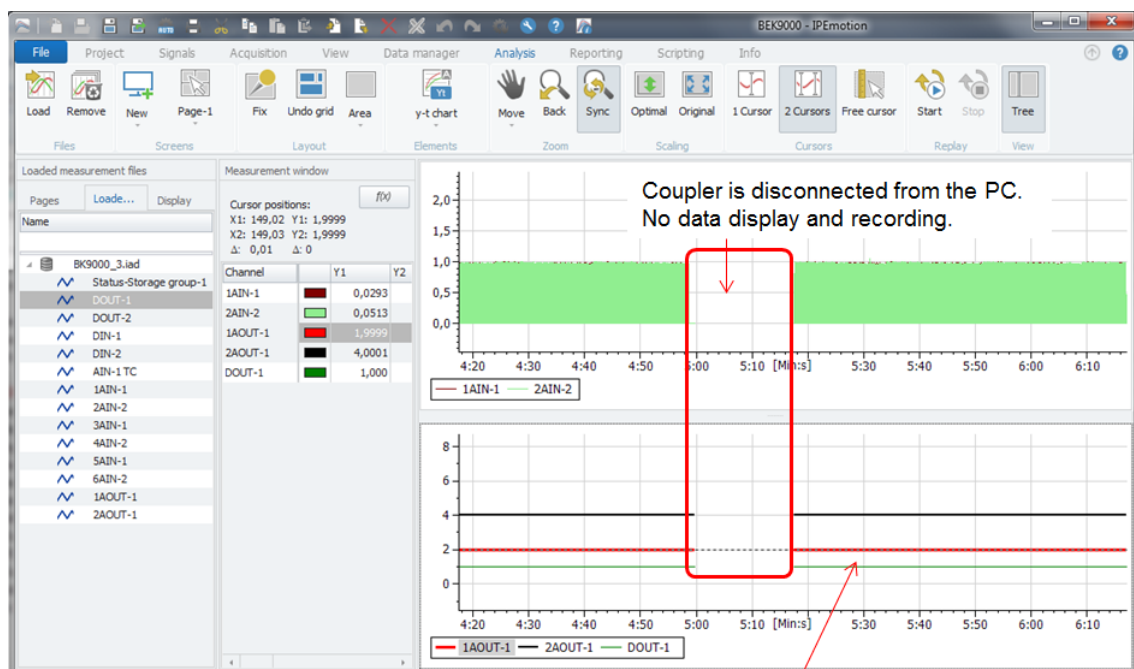 BEK9000 - IPEmotion
File Project Signals Acquisition View Data manager Analysis Reporting Scripting Info
Load Remove New Page-1 Fix Undo grid Area y-t chart Move Back Sync Optimal Original 1 Cursor 2 Cursors Free cursor Start Stop Tree
Files Screens Layout Elements Zoom Scaling Cursors Replay View
Loaded measurement files
Pages Loade... Display
Name
BK9000_3.iad
Status-Storage group-1
DOUT-1
DOUT-2
DIN-1
DIN-2
AIN-1 TC
1AIN-1
2AIN-2
3AIN-1
4AIN-2
5AIN-1
6AIN-2
1AOUT-1
2AOUT-1
Measurement window
Cursor positions:
f(x)
X1: 149,02 Y1: 1,9999
X2: 149,03 Y2: 1,9999
Δ: 0,01 Δ: 0
Channel Y1 Y2
1AIN-1 0,0293
2AIN-2 0,0513
1AOUT-1 1,9999
2AOUT-1 4,0001
DOUT-1 1,000
Coupler is disconnected from the PC.
No data display and recording.
2,0
1,5
1,0
0,5
0,0
4:20 4:30 4:40 4:50 5:00 5:10 [Min:s] 5:30 5:40 5:50 6:00 6:10
1AIN-1 2AIN-2
8
6
4
2
0
4:20 4:30 4:40 4:50 5:00 5:10 [Min:s] 5:30 5:40 5:50 6:00 6:10
1AOUT-1 2AOUT-1 DOUT-1